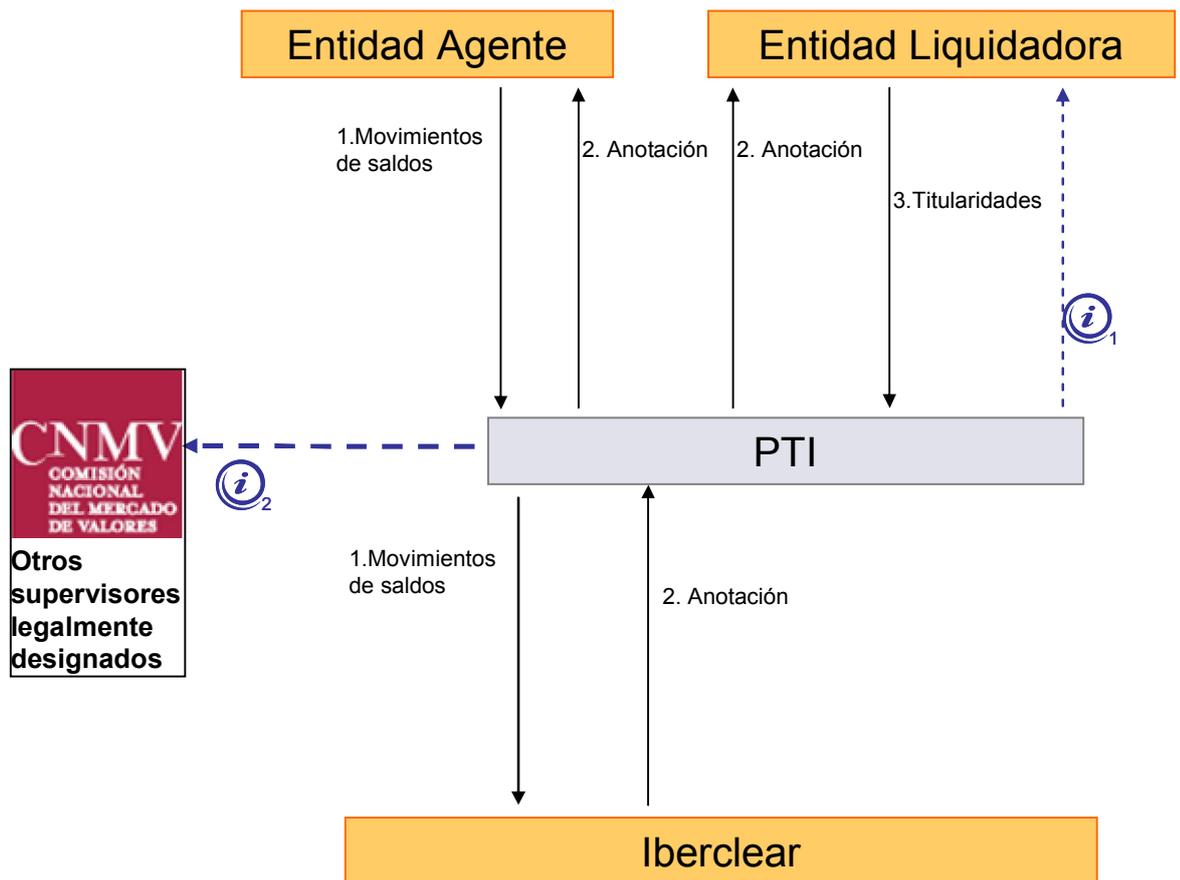 Entidad Agente
Entidad Liquidadora
1.Movimientos
de saldos
2. Anotación
2. Anotación
3.Titularidades
i
1
CNMV
COMISIÓN
NACIONAL
DEL MERCADO
DE VALORES
Otros
supervisores
legalmente
designados
i
2
PTI
1.Movimientos
de saldos
2. Anotación
Iberclear